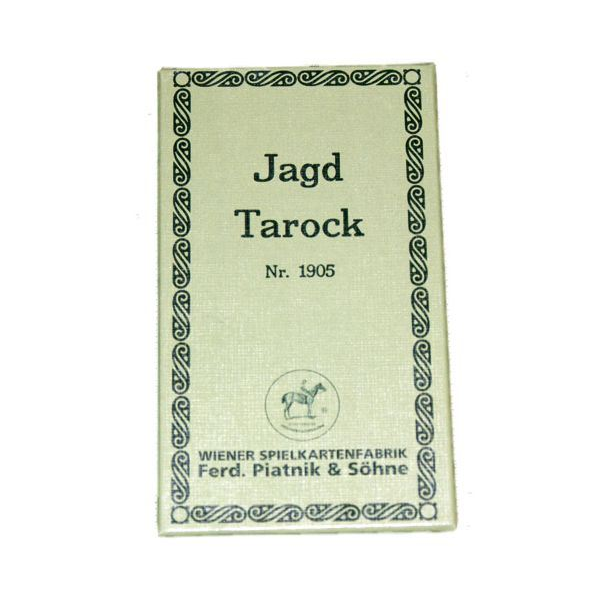 Jagd
Tarock
Nr. 1905
WIENER SPIELKARTENFABRIK
Ferd. Piatnik & Söhne